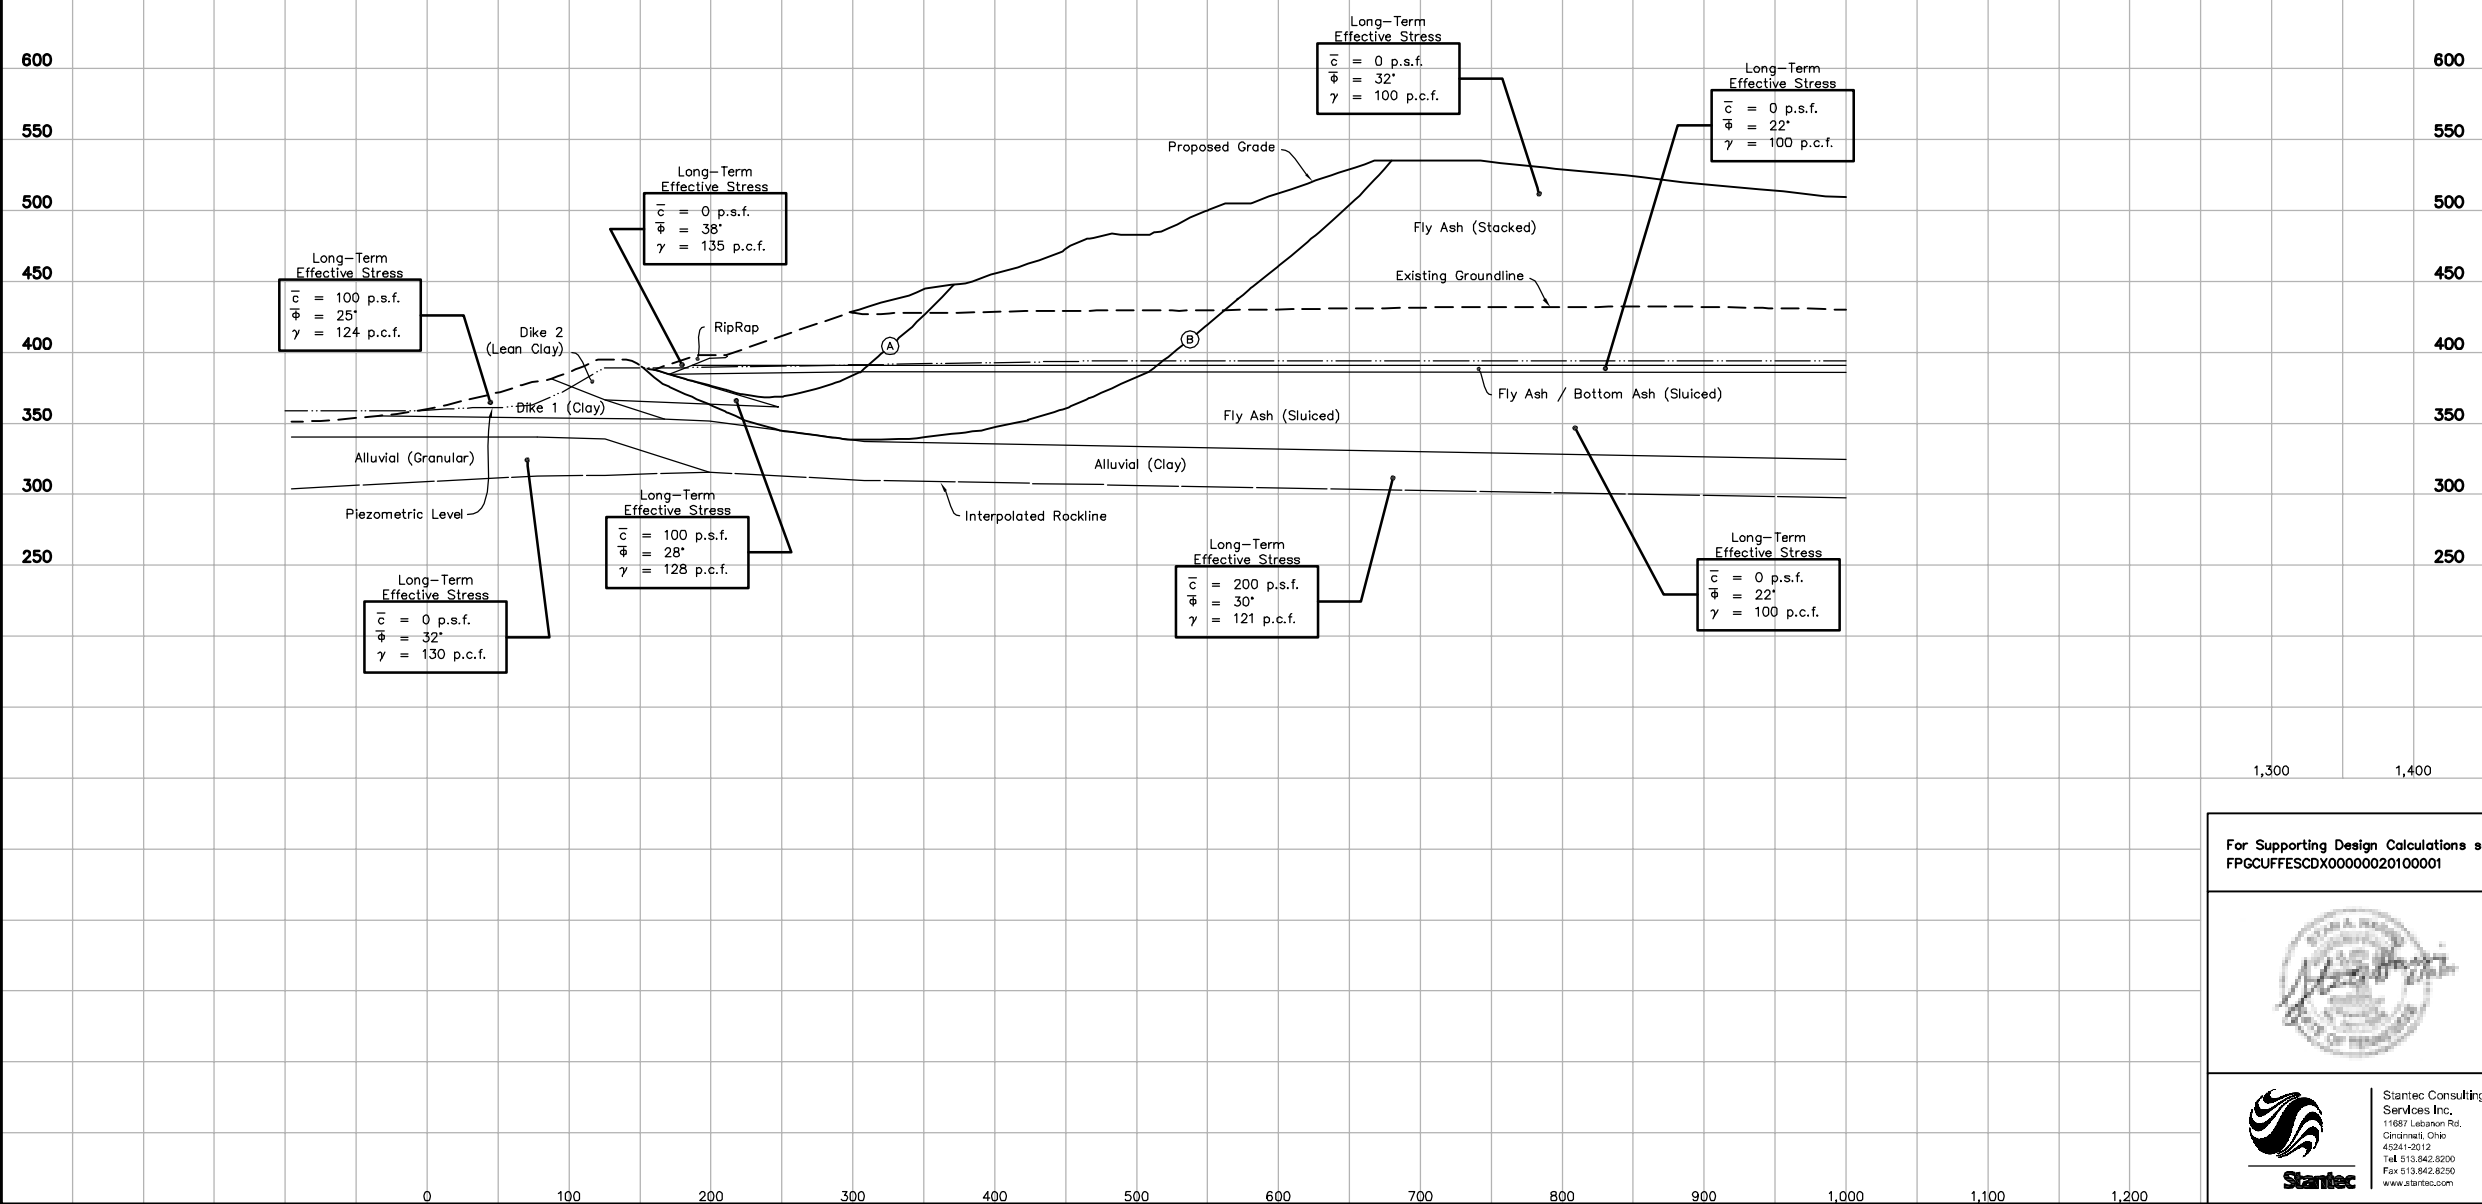 Long-Term
Effective Stress
c = 0 p.s.f.
Φ = 32°
γ = 100 p.c.f.
600
600
Long-Term
Effective Stress
c = 0 p.s.f.
Φ = 22°
γ = 100 p.c.f.
550
550
Proposed Grade
Long-Term
Effective Stress
c = 0 p.s.f.
Φ = 38°
γ = 135 p.c.f.
500
500
Fly Ash (Stacked)
Long-Term
Effective Stress
c = 100 p.s.f.
Φ = 25°
γ = 124 p.c.f.
450
450
Existing Groundline
Dike 2
(Lean Clay)
RipRap
A
B
400
400
Fly Ash / Bottom Ash (Sluiced)
Dike 1 (Clay)
350
350
Fly Ash (Sluiced)
Alluvial (Granular)
Alluvial (Clay)
300
300
Piezometric Level
Interpolated Rockline
Long-Term
Effective Stress
c = 100 p.s.f.
Φ = 28°
γ = 128 p.c.f.
250
250
Long-Term
Effective Stress
c = 200 p.s.f.
Φ = 30°
γ = 121 p.c.f.
Long-Term
Effective Stress
c = 0 p.s.f.
Φ = 22°
γ = 100 p.c.f.
Long-Term
Effective Stress
c = 0 p.s.f.
Φ = 32°
γ = 130 p.c.f.
1,300
1,400
For Supporting Design Calculations s
FPGCUFFESCDX00000020100001
Stantec Consulting
Services Inc.
11687 Lebanon Rd.
Cincinnati, Ohio
45241-2012
Tel. 513.842.8200
Fax 513.842.8250
www.stantec.com
Stantec
0
100
200
300
400
500
600
700
800
900
1,000
1,100
1,200